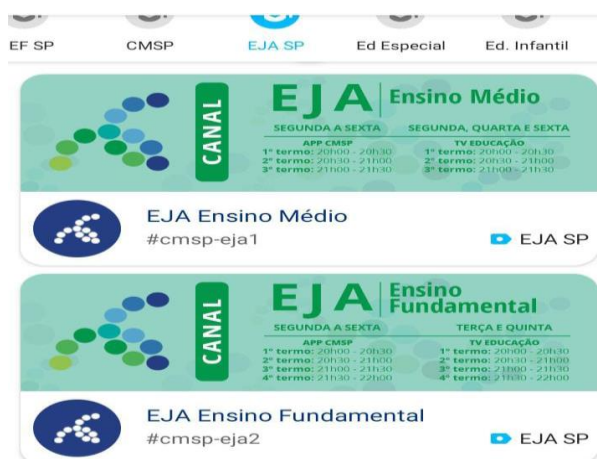 EF SP CMSP EJA SP Ed Especial Ed. Infantil
CANAL
EJA Ensino Médio
SEGUNDA A SEXTA SEGUNDA, QUARTA E SEXTA
APP CMSP TV EDUCAÇÃO
1º termo: 20h00 - 20h30 1º termo: 20h00 - 20h30
2º termo: 20h30 - 21h00 2º termo: 20h30 - 21h00
3º termo: 21h00 - 21h30 3º termo: 21h00 - 21h30
EJA Ensino Médio
#cmsp-eja1 EJA SP
CANAL
EJA Ensino
Fundamental
SEGUNDA A SEXTA TERÇA E QUINTA
APP CMSP TV EDUCAÇÃO
1º termo: 20h00 - 20h30 1º termo: 20h00 - 20h30
2º termo: 20h30 - 21h00 2º termo: 20h30 - 21h00
3º termo: 21h00 - 21h30 3º termo: 21h00 - 21h30
4º termo: 21h30 - 22h00 4º termo: 21h30 - 22h00
EJA Ensino Fundamental
#cmsp-eja2 EJA SP